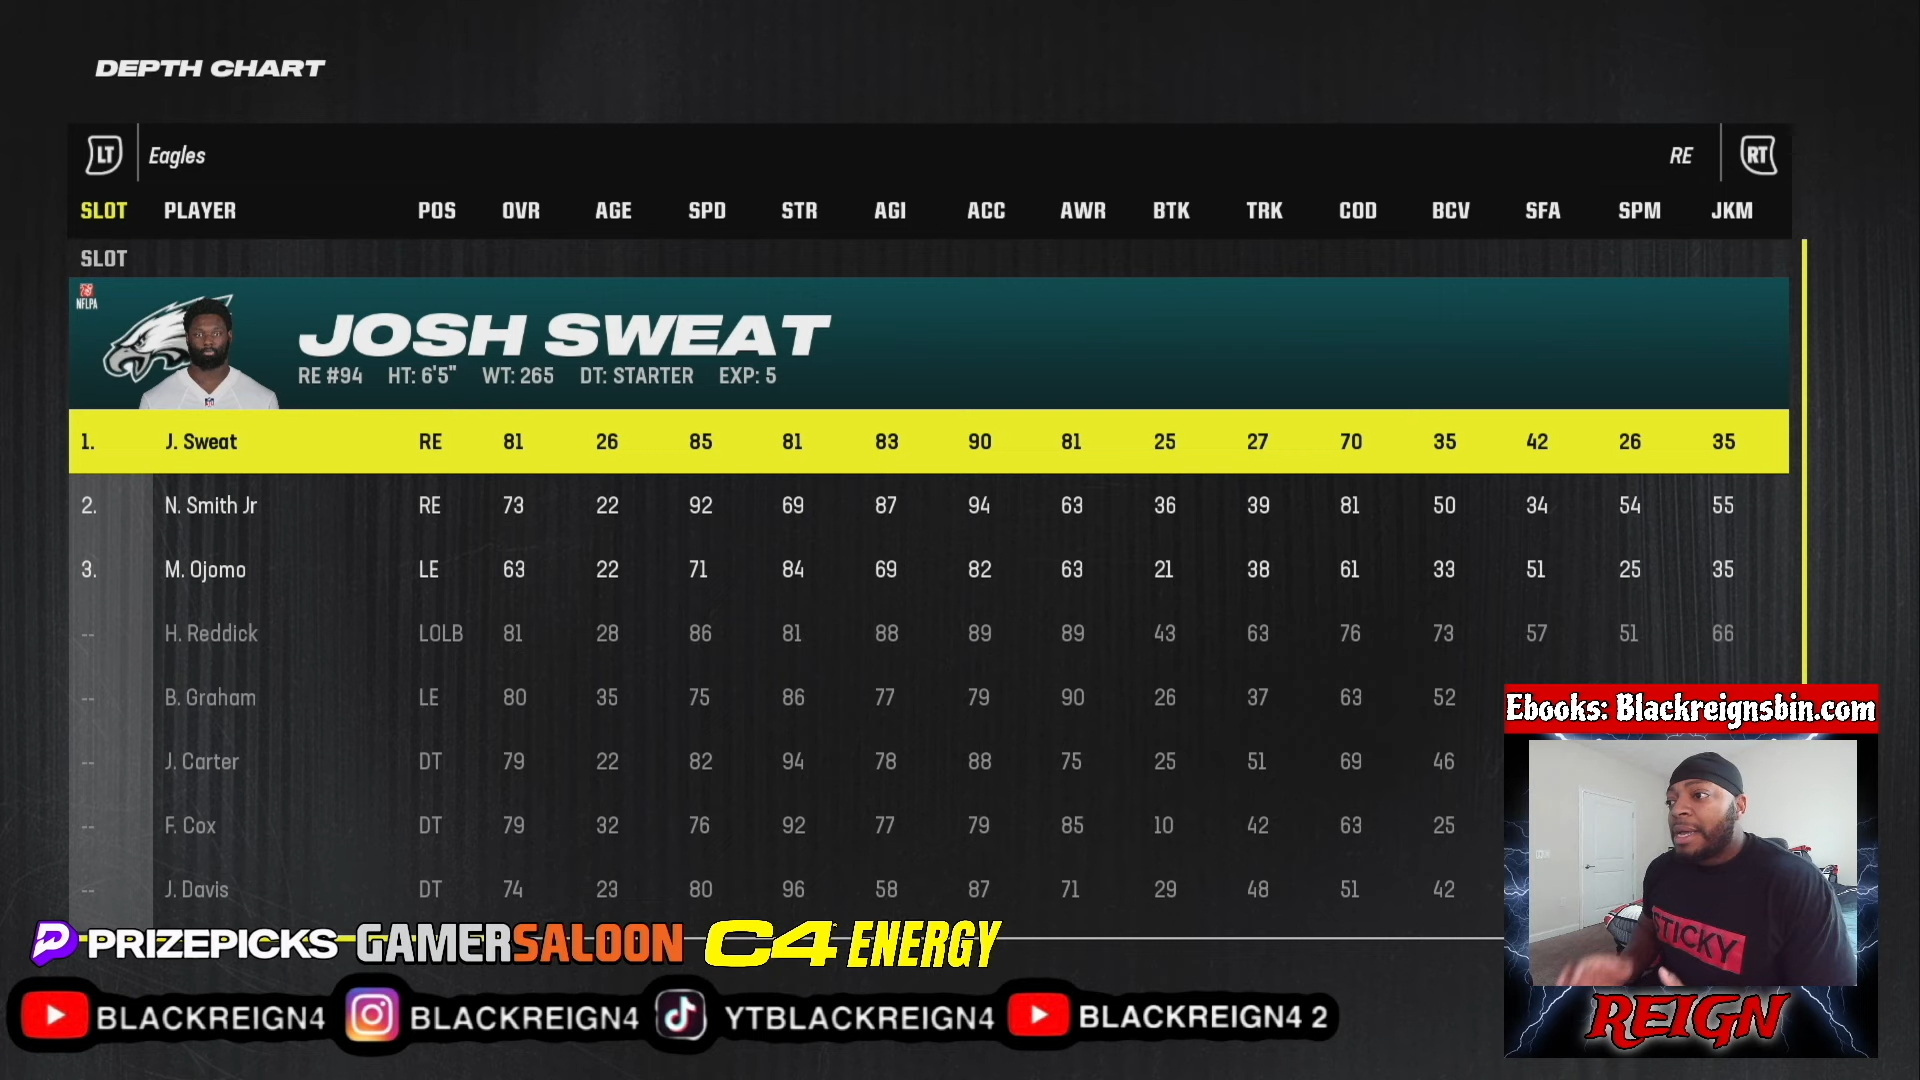 DEPTH CHART
LT Eagles RE RT
SLOT PLAYER POS OVR AGE SPD STR AGI ACC AWR BTK TRK COD BCV SFA SPM JKM
SLOT
NFLPA
JOSH SWEAT
RE #94 HT: 6'5" WT: 265 DT: STARTER EXP: 5
1. J. Sweat RE 81 26 85 81 83 90 81 25 27 70 35 42 26 35
2. N. Smith Jr RE 73 22 92 69 87 94 63 36 39 81 50 34 54 55
3. M. Ojomo LE 63 22 71 84 69 82 63 21 38 61 33 51 25 35
-- H. Reddick LOLB 81 28 86 81 88 89 89 43 63 76 73 57 51 66
-- B. Graham LE 80 35 75 86 77 79 90 26 37 63 52
-- J. Carter DT 79 22 82 94 78 88 75 25 51 69 46
-- F. Cox DT 79 32 76 92 77 79 85 10 42 63 25
-- J. Davis DT 74 23 80 96 58 87 71 29 48 51 42
Ebooks: Blackreignsbin.com
STICKY
REIGN
PRIZEPICKS GAMERSALOON C4 ENERGY
BLACKREIGN4 BLACKREIGN4 YTBLACKREIGN4 BLACKREIGN4 2